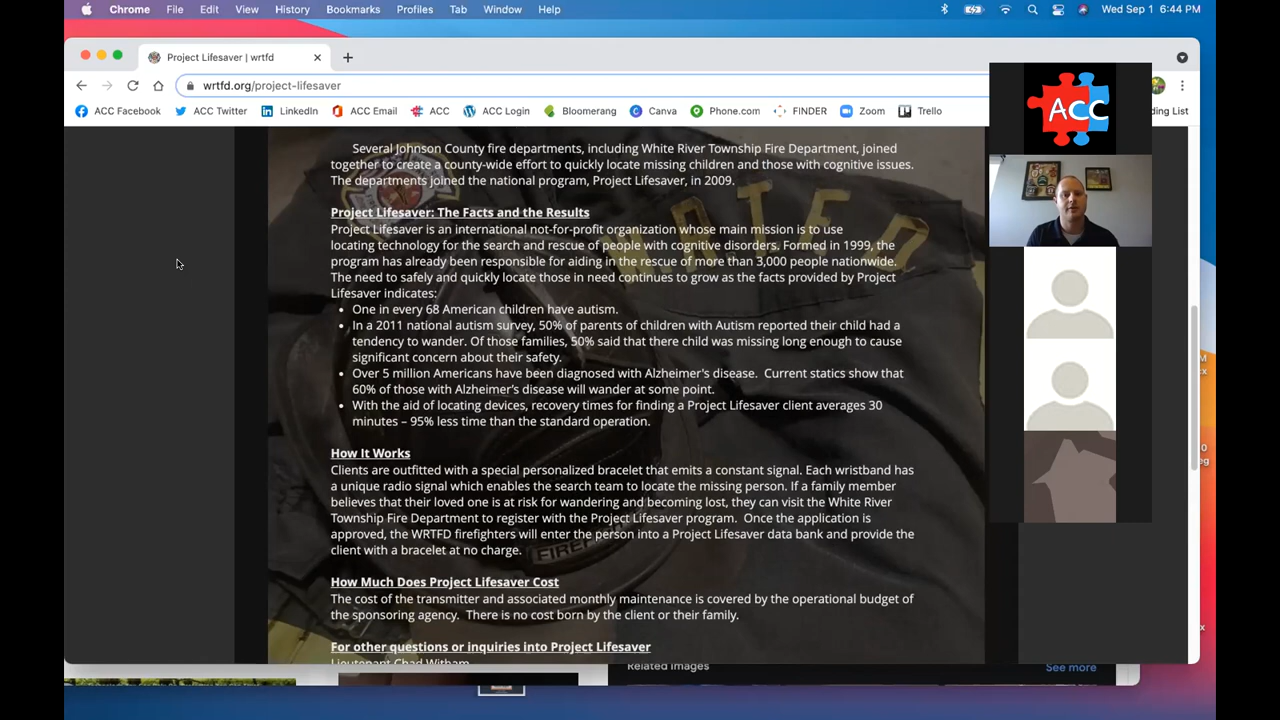 Chrome File Edit View History Bookmarks Profiles Tab Window Help Wed Sep 1 6:44 PM
Project Lifesaver | wrtfd
wrtfd.org/project-lifesaver
ACC Facebook ACC Twitter LinkedIn ACC Email ACC ACC Login Bloomerang Canva Phone.com FINDER Zoom Trello ding List
ACC
WRTFD
Several Johnson County fire departments, including White River Township Fire Department, joined
together to create a county-wide effort to quickly locate missing children and those with cognitive issues.
The departments joined the national program, Project Lifesaver, in 2009.
Project Lifesaver: The Facts and the Results
Project Lifesaver is an international not-for-profit organization whose main mission is to use
locating technology for the search and rescue of people with cognitive disorders. Formed in 1999, the
program has already been responsible for aiding in the rescue of more than 3,000 people nationwide.
The need to safely and quickly locate those in need continues to grow as the facts provided by Project
Lifesaver indicates:
• One in every 68 American children have autism.
• In a 2011 national autism survey, 50% of parents of children with Autism reported their child had a
tendency to wander. Of those families, 50% said that there child was missing long enough to cause
significant concern about their safety.
• Over 5 million Americans have been diagnosed with Alzheimer's disease.  Current statics show that
60% of those with Alzheimer's disease will wander at some point.
• With the aid of locating devices, recovery times for finding a Project Lifesaver client averages 30
minutes – 95% less time than the standard operation.
How It Works
Clients are outfitted with a special personalized bracelet that emits a constant signal. Each wristband has
a unique radio signal which enables the search team to locate the missing person. If a family member
believes that their loved one is at risk for wandering and becoming lost, they can visit the White River
Township Fire Department to register with the Project Lifesaver program.  Once the application is
approved, the WRTFD firefighters will enter the person into a Project Lifesaver data bank and provide the
client with a bracelet at no charge.
How Much Does Project Lifesaver Cost
The cost of the transmitter and associated monthly maintenance is covered by the operational budget of
the sponsoring agency.  There is no cost born by the client or their family.
For other questions or inquiries into Project Lifesaver
Lieutenant Chad Witham
Related images See more